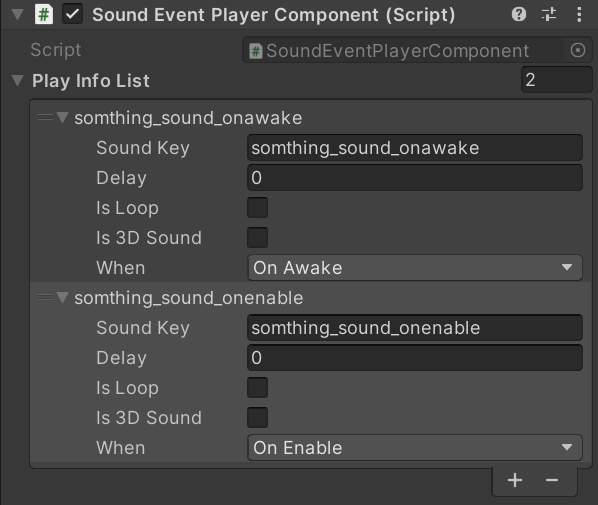 Sound Event Player Component (Script)
Script
SoundEventPlayerComponent
Play Info List
2
somthing_sound_onawake
Sound Key
somthing_sound_onawake
Delay
0
Is Loop
Is 3D Sound
When
On Awake
somthing_sound_onenable
Sound Key
somthing_sound_onenable
Delay
0
Is Loop
Is 3D Sound
When
On Enable
+ −